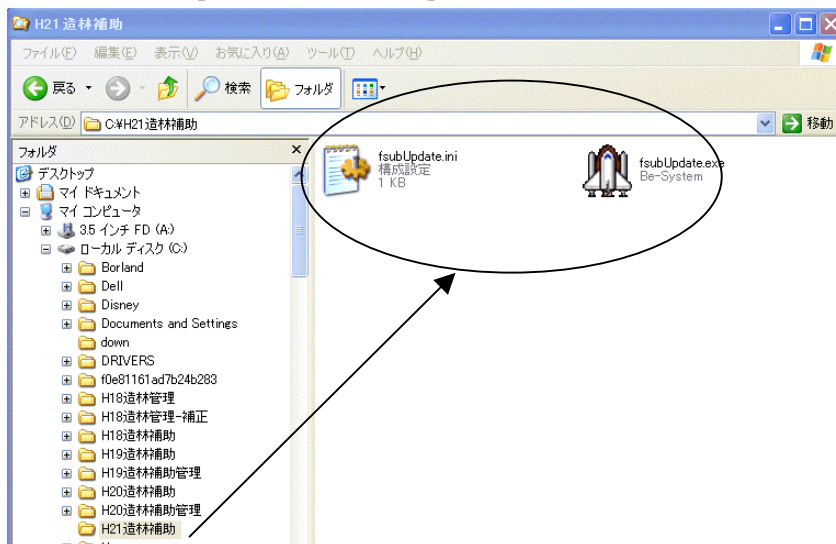 H21 造林補助
ファイル(F) 編集(E) 表示(V) お気に入り(A) ツール(T) ヘルプ(H)
戻る 検索 フォルダ
アドレス(D) C:¥H21造林補助 移動
フォルダ ×
デスクトップ
マイ ドキュメント
マイ コンピュータ
3.5 インチ FD (A:)
ローカル ディスク (C:)
Borland
Dell
Disney
Documents and Settings
down
DRIVERS
f0e81161ad7b24b283
H18造林管理
H18造林管理-補正
H18造林補助
H19造林補助
H19造林補助管理
H20造林補助
H20造林補助管理
H21造林補助
fsubUpdate.ini
構成設定
1 KB
fsubUpdate.exe
Be-System